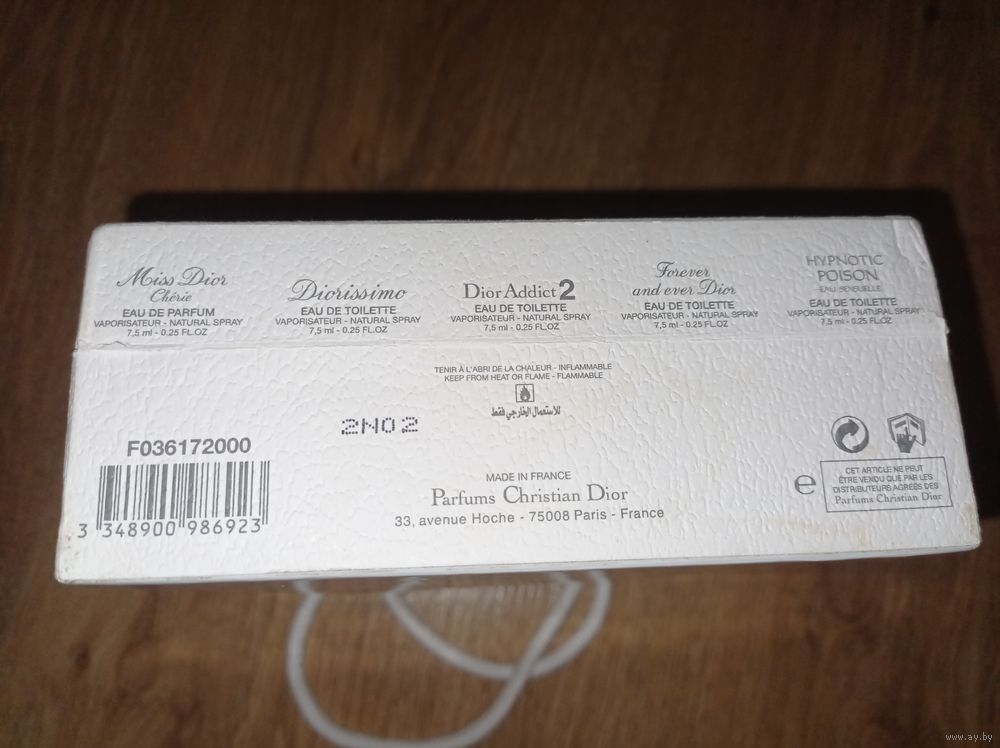 Miss Dior
Chérie
EAU DE PARFUM
VAPORISATEUR - NATURAL SPRAY
7,5 ml - 0.25 FL.OZ
Diorissimo
EAU DE TOILETTE
VAPORISATEUR - NATURAL SPRAY
7,5 ml - 0.25 FL.OZ
Dior Addict 2
EAU DE TOILETTE
VAPORISATEUR - NATURAL SPRAY
7,5 ml - 0.25 FL.OZ
Forever
and ever Dior
EAU DE TOILETTE
VAPORISATEUR - NATURAL SPRAY
7,5 ml - 0.25 FL.OZ
HYPNOTIC
POISON
EAU SENSUELLE
EAU DE TOILETTE
VAPORISATEUR - NATURAL SPRAY
7,5 ml - 0.25 FL.OZ
TENIR À L'ABRI DE LA CHALEUR - INFLAMMABLE
KEEP FROM HEAT OR FLAME - FLAMMABLE
للاستعمال الخارجي فقط
2N02
F036172000
3 348900 986923
MADE IN FRANCE
Parfums Christian Dior
33, avenue Hoche - 75008 Paris - France
e
CET ARTICLE NE PEUT
ÊTRE VENDU QUE PAR LES
DISTRIBUTEURS AGRÉÉS DES
Parfums Christian Dior
www.ay.by